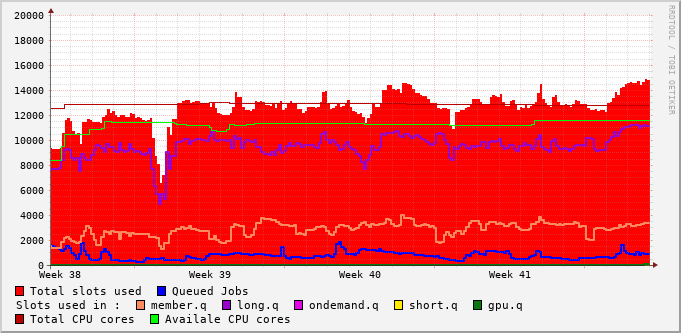 20000
18000
16000
14000
12000
10000
8000
6000
4000
2000
0
Week 38 Week 39 Week 40 Week 41
Total slots used Queued Jobs
Slots used in : member.q long.q ondemand.q short.q gpu.q
Total CPU cores Availale CPU cores
RRDTOOL / TOBI OETIKER